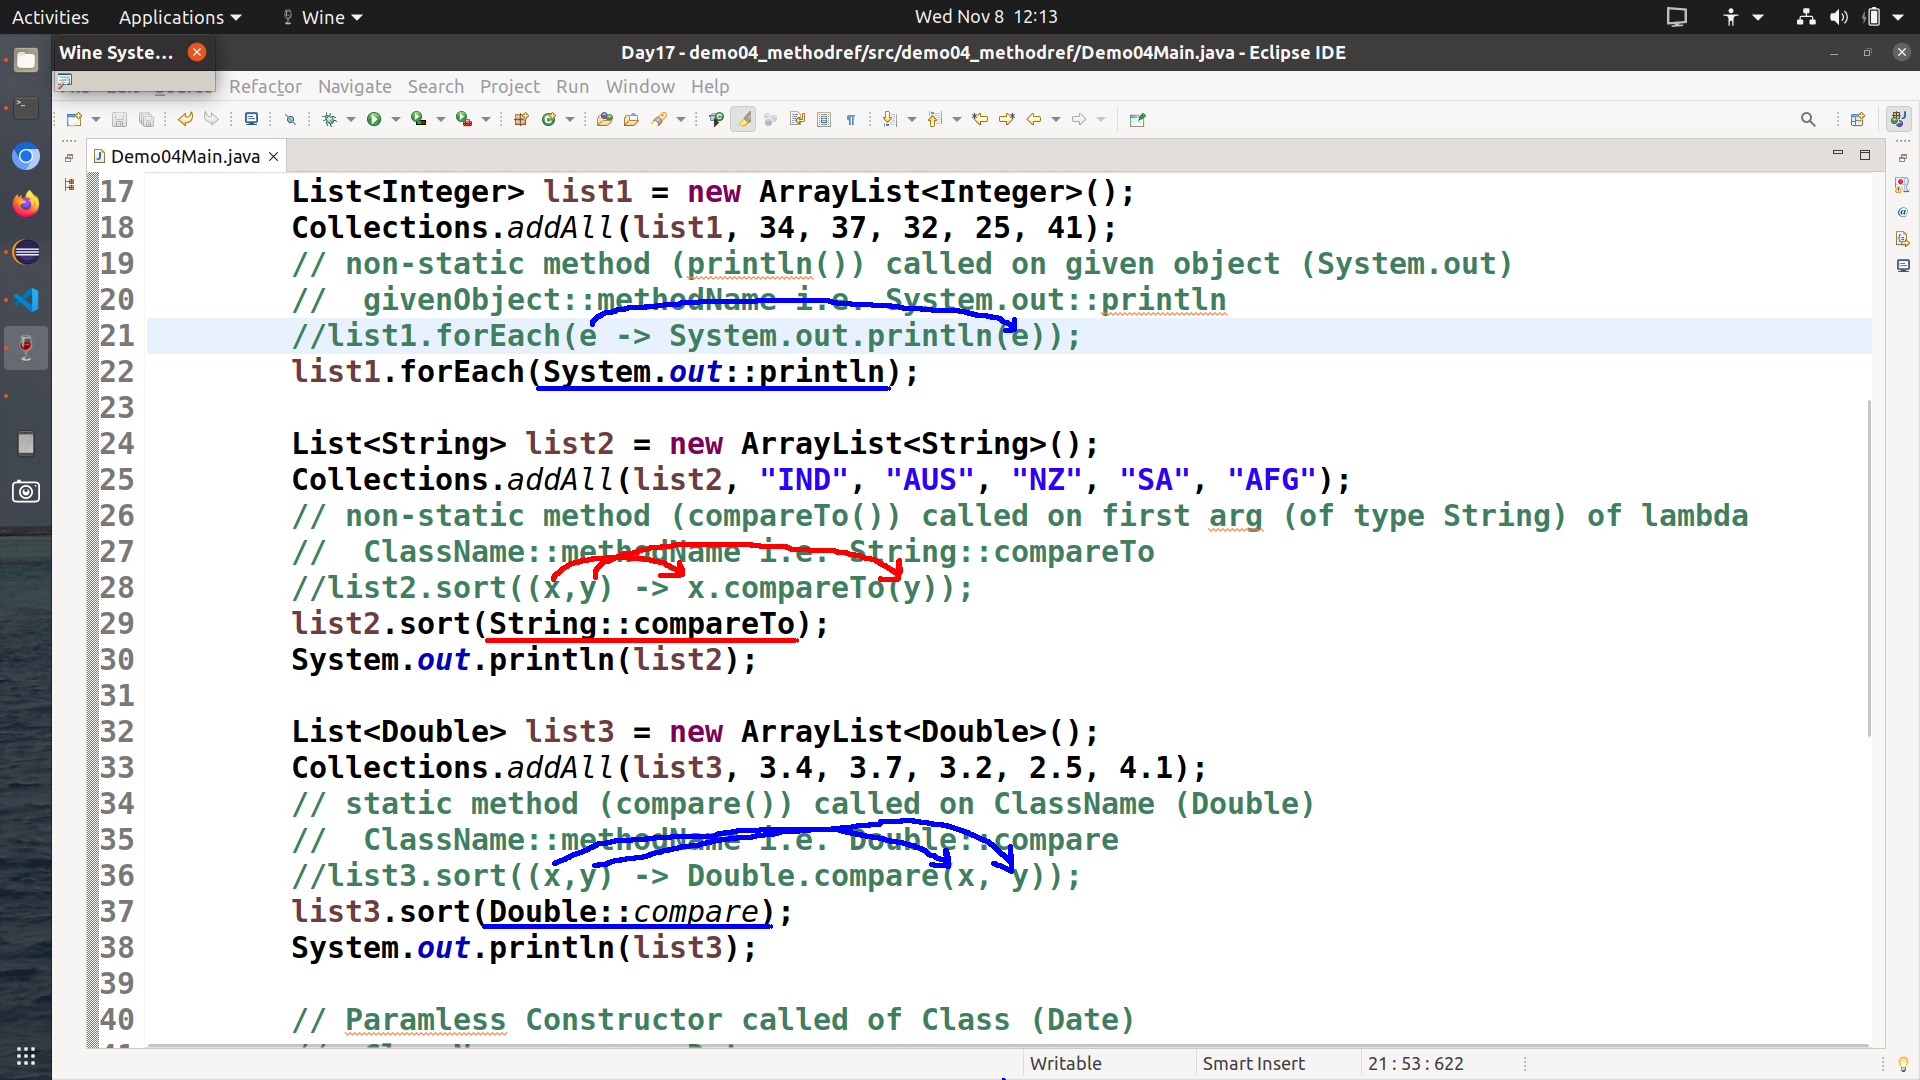 Activities Applications Wine Wed Nov 8 12:13
Wine Syste... Day17 - demo04_methodref/src/demo04_methodref/Demo04Main.java - Eclipse IDE
Refactor Navigate Search Project Run Window Help
Demo04Main.java
17 List<Integer> list1 = new ArrayList<Integer>();
18 Collections.addAll(list1, 34, 37, 32, 25, 41);
19 // non-static method (println()) called on given object (System.out)
20 //  givenObject::methodName i.e. System.out::println
21 //list1.forEach(e -> System.out.println(e));
22 list1.forEach(System.out::println);
23
24 List<String> list2 = new ArrayList<String>();
25 Collections.addAll(list2, "IND", "AUS", "NZ", "SA", "AFG");
26 // non-static method (compareTo()) called on first arg (of type String) of lambda
27 //  ClassName::methodName i.e. String::compareTo
28 //list2.sort((x,y) -> x.compareTo(y));
29 list2.sort(String::compareTo);
30 System.out.println(list2);
31
32 List<Double> list3 = new ArrayList<Double>();
33 Collections.addAll(list3, 3.4, 3.7, 3.2, 2.5, 4.1);
34 // static method (compare()) called on ClassName (Double)
35 //  ClassName::methodName i.e. Double::compare
36 //list3.sort((x,y) -> Double.compare(x, y));
37 list3.sort(Double::compare);
38 System.out.println(list3);
39
40 // Paramless Constructor called of Class (Date)
Writable Smart Insert 21 : 53 : 622